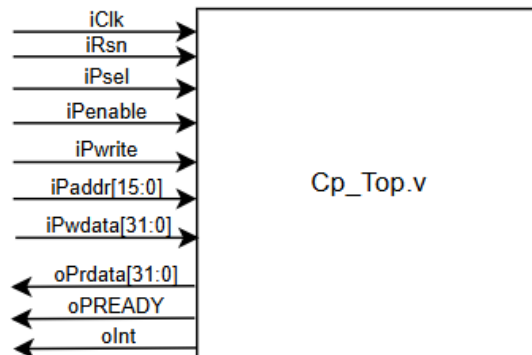 iClk
iRsn
iPsel
iPenable
iPwrite
iPaddr[15:0]
iPwdata[31:0]
Cp_Top.v
oPrdata[31:0]
oPREADY
oInt